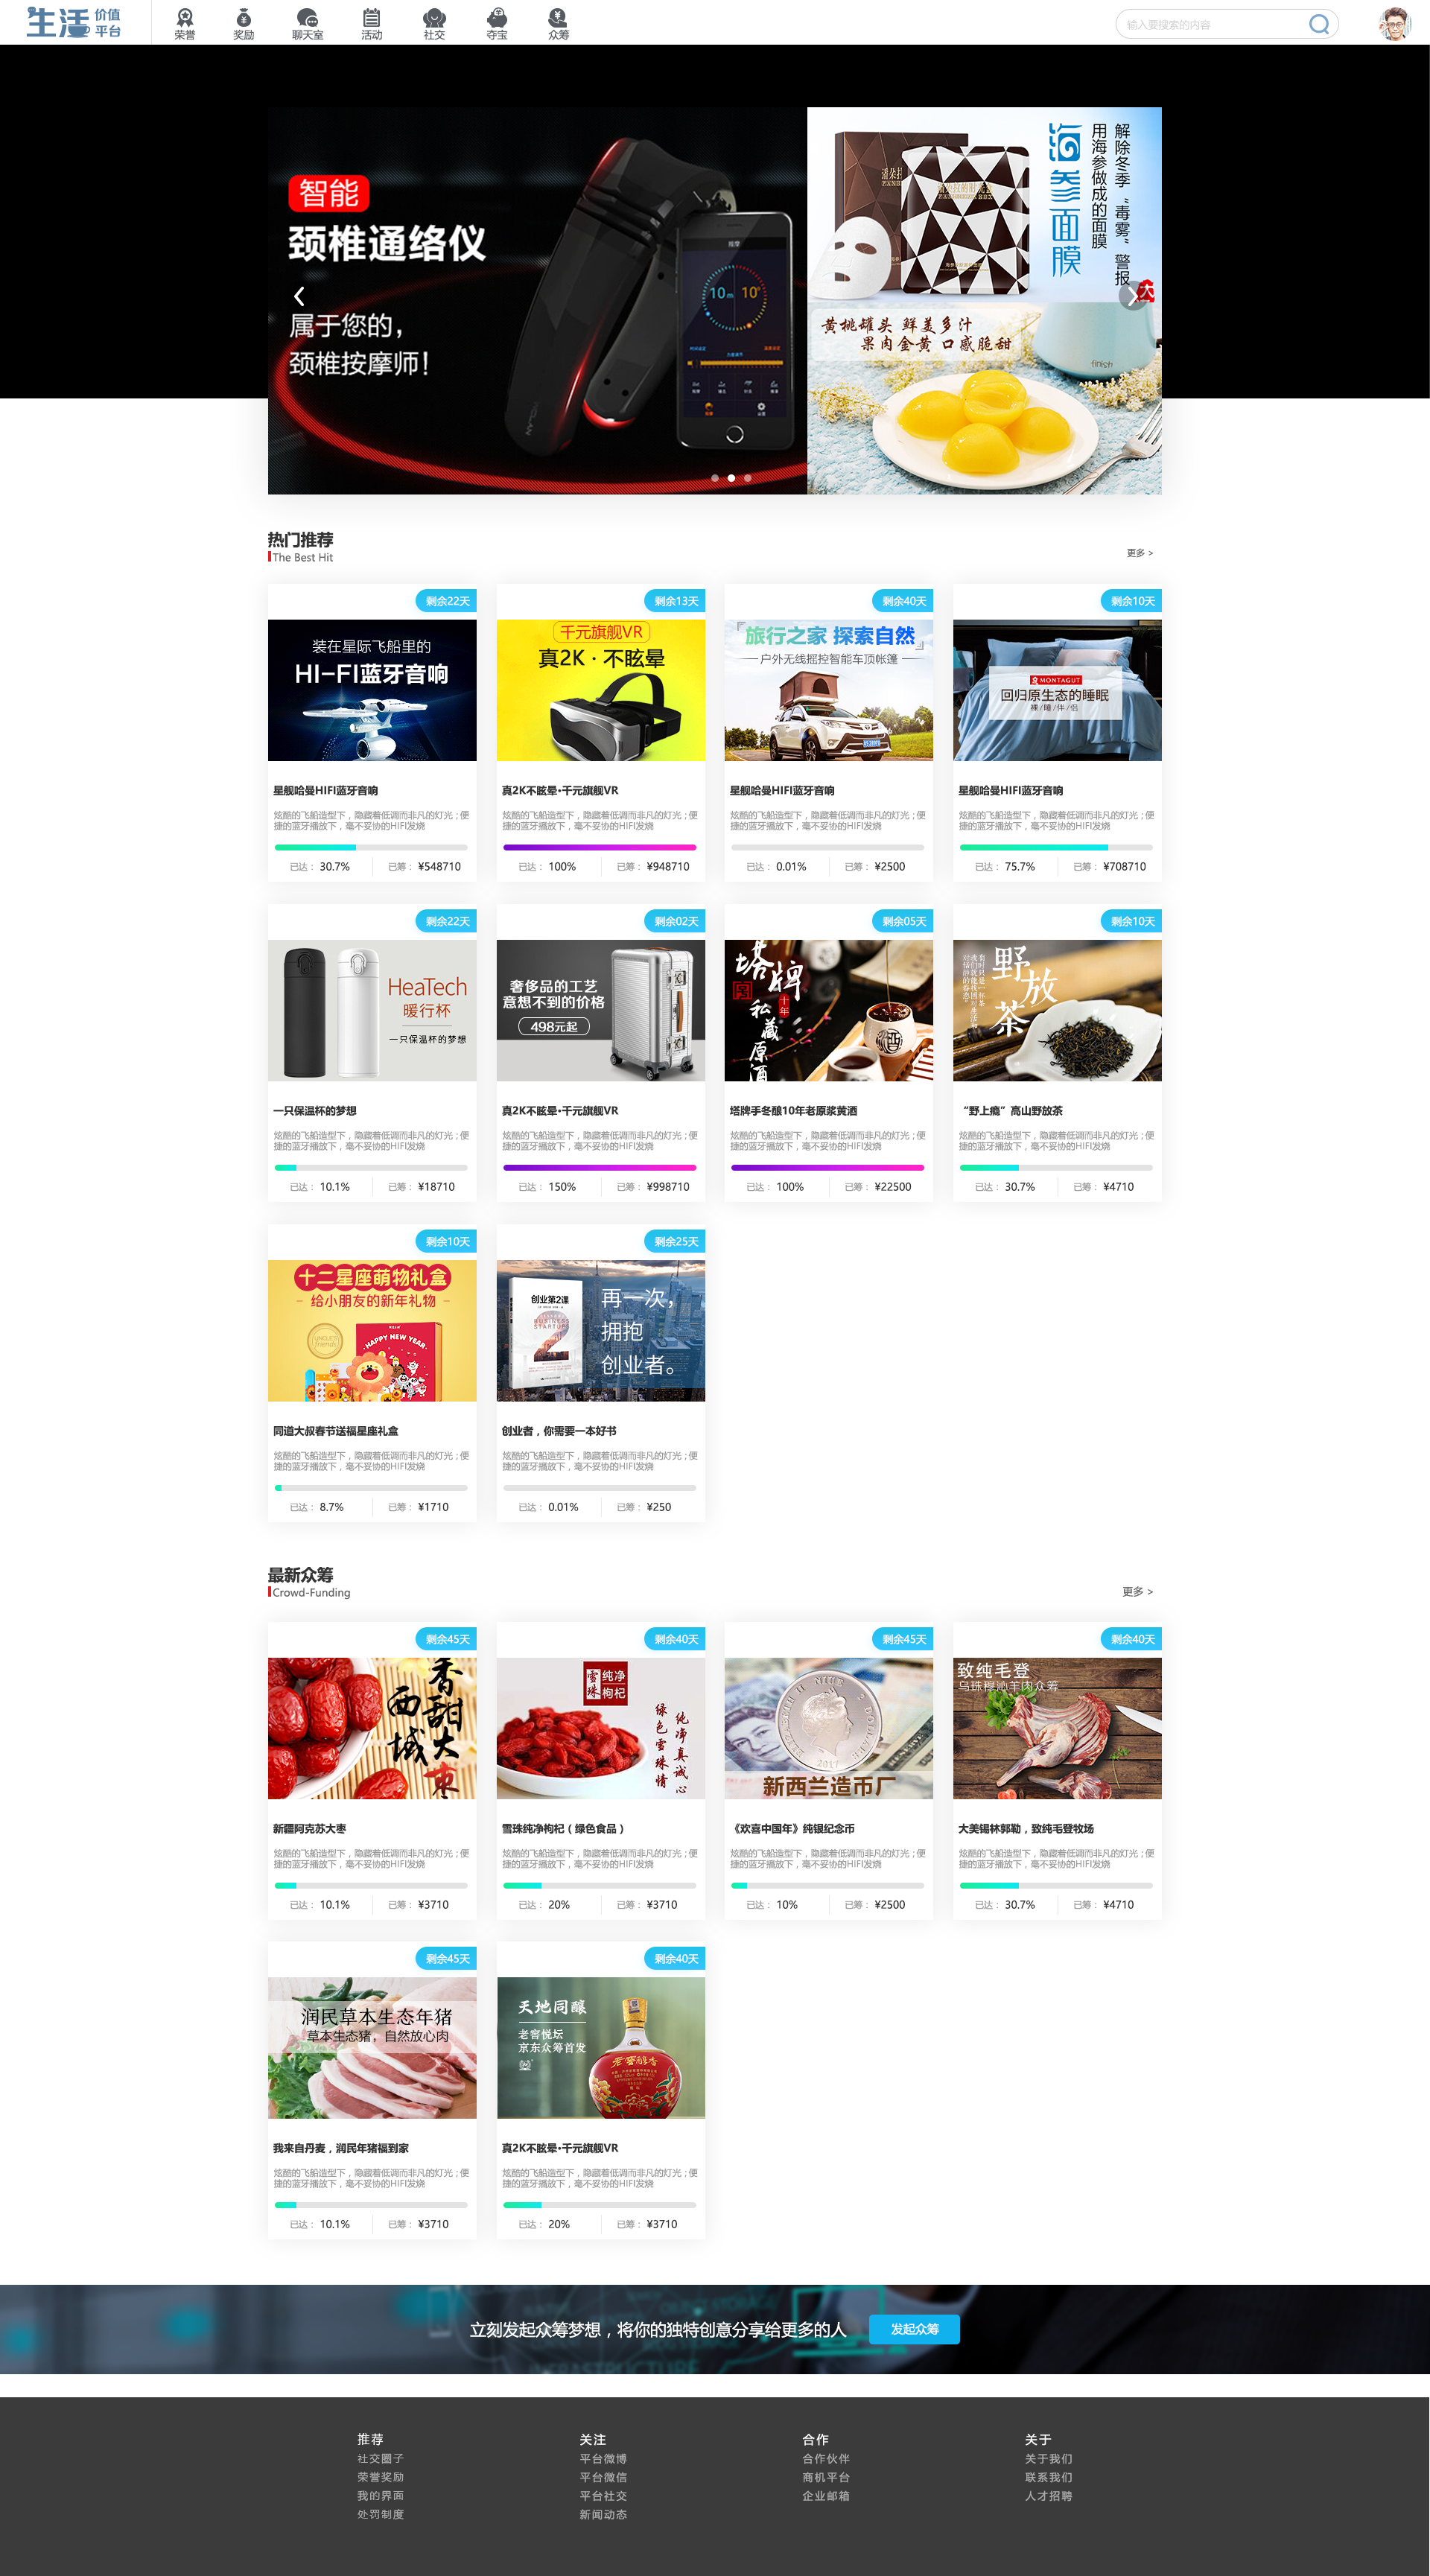 生活 价值平台
荣誉
奖励
聊天室
活动
社交
夺宝
众筹
输入要搜索的内容
智能
颈椎通络仪
属于您的，
颈椎按摩师！
按摩
10m
10°
解除冬季“毒雾”警报
用海参做成的面膜
海参面膜
黄桃罐头 鲜美多汁
果肉金黄 口感脆甜
finish
热门推荐
The Best Hit
更多 >
剩余22天
装在星际飞船里的
HI-FI蓝牙音响
星舰哈曼HIFI蓝牙音响
炫酷的飞船造型下，隐藏着低调而非凡的灯光；便
捷的蓝牙播放下，毫不妥协的HIFI发烧
已达： 30.7%
已筹： ¥548710
剩余13天
千元旗舰VR
真2K·不眩晕
真2K不眩晕·千元旗舰VR
炫酷的飞船造型下，隐藏着低调而非凡的灯光；便
捷的蓝牙播放下，毫不妥协的HIFI发烧
已达： 100%
已筹： ¥948710
剩余40天
旅行之家 探索自然
户外无线摇控智能车顶帐篷
星舰哈曼HIFI蓝牙音响
炫酷的飞船造型下，隐藏着低调而非凡的灯光；便
捷的蓝牙播放下，毫不妥协的HIFI发烧
已达： 0.01%
已筹： ¥2500
剩余10天
MONTAGUT
回归原生态的睡眠
裸/睡/伴/侣
星舰哈曼HIFI蓝牙音响
炫酷的飞船造型下，隐藏着低调而非凡的灯光；便
捷的蓝牙播放下，毫不妥协的HIFI发烧
已达： 75.7%
已筹： ¥708710
剩余22天
HeaTech
暖行杯
一只保温杯的梦想
一只保温杯的梦想
炫酷的飞船造型下，隐藏着低调而非凡的灯光；便
捷的蓝牙播放下，毫不妥协的HIFI发烧
已达： 10.1%
已筹： ¥18710
剩余02天
奢侈品的工艺
意想不到的价格
498元起
真2K不眩晕·千元旗舰VR
炫酷的飞船造型下，隐藏着低调而非凡的灯光；便
捷的蓝牙播放下，毫不妥协的HIFI发烧
已达： 150%
已筹： ¥998710
剩余05天
塔牌
十年
私藏原酒
塔牌手冬酿10年老原浆黄酒
炫酷的飞船造型下，隐藏着低调而非凡的灯光；便
捷的蓝牙播放下，毫不妥协的HIFI发烧
已达： 100%
已筹： ¥22500
剩余10天
野放茶
“野上瘾”高山野放茶
炫酷的飞船造型下，隐藏着低调而非凡的灯光；便
捷的蓝牙播放下，毫不妥协的HIFI发烧
已达： 30.7%
已筹： ¥4710
剩余10天
十二星座萌物礼盒
给小朋友的新年礼物
HAPPY NEW YEAR
同道大叔春节送福星座礼盒
炫酷的飞船造型下，隐藏着低调而非凡的灯光；便
捷的蓝牙播放下，毫不妥协的HIFI发烧
已达： 8.7%
已筹： ¥1710
剩余25天
创业第2课
BUSINESS
STARTUP
再一次，
拥抱
创业者。
创业者，你需要一本好书
炫酷的飞船造型下，隐藏着低调而非凡的灯光；便
捷的蓝牙播放下，毫不妥协的HIFI发烧
已达： 0.01%
已筹： ¥250
最新众筹
Crowd-Funding
更多 >
剩余45天
香甜大枣
西域
新疆阿克苏大枣
炫酷的飞船造型下，隐藏着低调而非凡的灯光；便
捷的蓝牙播放下，毫不妥协的HIFI发烧
已达： 10.1%
已筹： ¥3710
剩余40天
雪珠 纯净枸杞
纯净真诚心
绿色雪珠情
雪珠纯净枸杞（绿色食品）
炫酷的飞船造型下，隐藏着低调而非凡的灯光；便
捷的蓝牙播放下，毫不妥协的HIFI发烧
已达： 20%
已筹： ¥3710
剩余45天
2017
新西兰造币厂
《欢喜中国年》纯银纪念币
炫酷的飞船造型下，隐藏着低调而非凡的灯光；便
捷的蓝牙播放下，毫不妥协的HIFI发烧
已达： 10%
已筹： ¥2500
剩余40天
致纯毛登
乌珠穆沁羊肉众筹
大美锡林郭勒，致纯毛登牧场
炫酷的飞船造型下，隐藏着低调而非凡的灯光；便
捷的蓝牙播放下，毫不妥协的HIFI发烧
已达： 30.7%
已筹： ¥4710
剩余45天
润民草本生态年猪
草本生态猪，自然放心肉
我来自丹麦，润民年猪福到家
炫酷的飞船造型下，隐藏着低调而非凡的灯光；便
捷的蓝牙播放下，毫不妥协的HIFI发烧
已达： 10.1%
已筹： ¥3710
剩余40天
天地同酿
老窖悦坛
京东众筹首发
真2K不眩晕·千元旗舰VR
炫酷的飞船造型下，隐藏着低调而非凡的灯光；便
捷的蓝牙播放下，毫不妥协的HIFI发烧
已达： 20%
已筹： ¥3710
立刻发起众筹梦想，将你的独特创意分享给更多的人
发起众筹
推荐
社交圈子
荣誉奖励
我的界面
处罚制度
关注
平台微博
平台微信
平台社交
新闻动态
合作
合作伙伴
商机平台
企业邮箱
关于
关于我们
联系我们
人才招聘